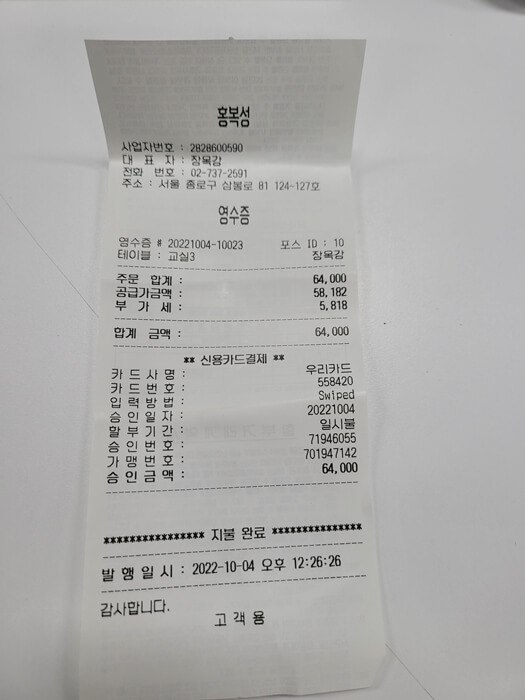 홍복성
사업자번호 : 2828600590
대 표 자 : 장목강
전화 번호 : 02-737-2591
주소 : 서울 종로구 삼봉로 81 124-127호
영수증
영수증 # 20221004-10023 포스 ID : 10
테이블 : 교실3 장목강
주문 합계 : 64,000
공급가금액 : 58,182
부 가 세 : 5,818
합계 금액 : 64,000
** 신용카드결제 **
카 드 사 명 : 우리카드
카 드 번 호 : 558420
입 력 방 법 : Swiped
승 인 일 자 : 20221004
할 부 기 간 : 일시불
승 인 번 호 : 71946055
가 맹 번 호 : 701947142
승 인 금 액 : 64,000
**************** 지불 완료 ****************
발 행 일 시 : 2022-10-04 오후 12:26:26
감사합니다.
고 객 용